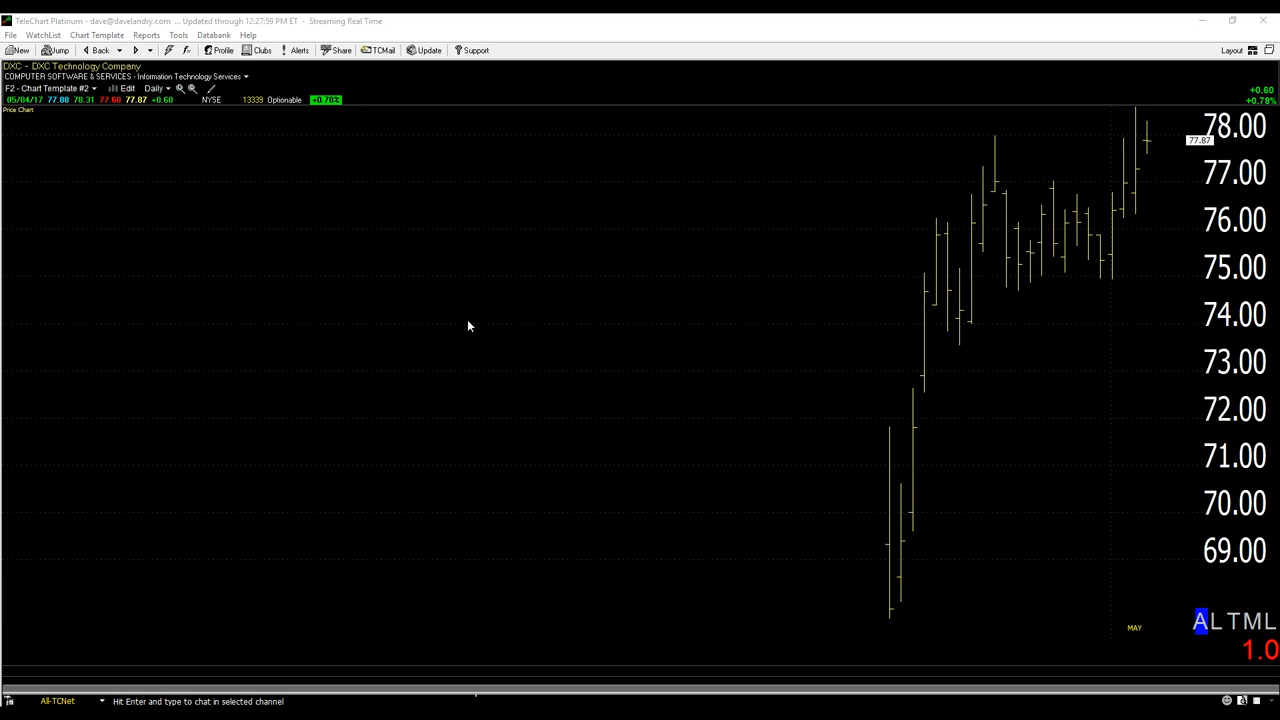 TeleChart Platinum - dave@davelandry.com ... Updated through 12:27:59 PM ET - Streaming Real Time
File WatchList Chart Template Reports Tools Databank Help
New Jump Back Profile Clubs Alerts Share TCMail Update Support Layout
DXC - DXC Technology Company
COMPUTER SOFTWARE & SERVICES - Information Technology Services
F2 - Chart Template #2 Edit Daily
05/04/17 77.88 78.31 77.60 77.87 +0.60 NYSE 13339 Optionable +0.78%
+0.60
+0.78%
Price Chart
78.00
77.87
77.00
76.00
75.00
74.00
73.00
72.00
71.00
70.00
69.00
MAY
A L T M L
1.0
All-TCNet Hit Enter and type to chat in selected channel